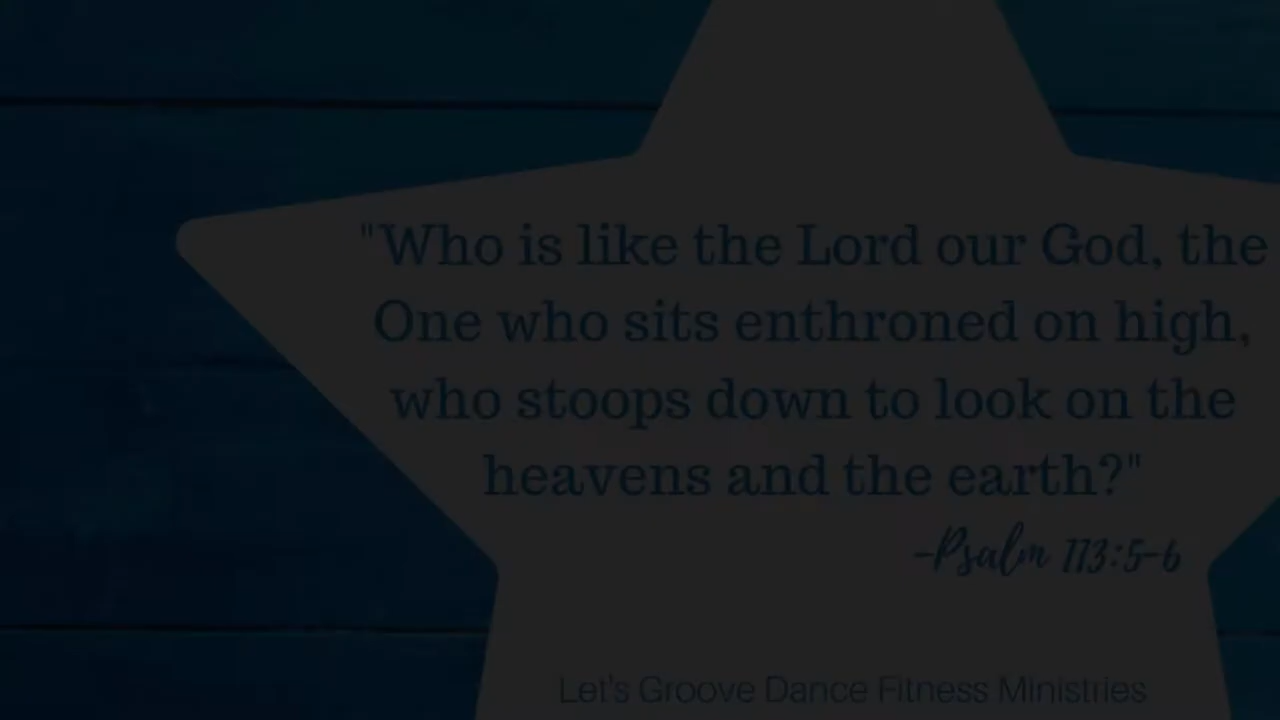 "Who is like the Lord our God, the
One who sits enthroned on high,
who stoops down to look on the
heavens and the earth?"
-Psalm 113:5-6
Let's Groove Dance Fitness Ministries